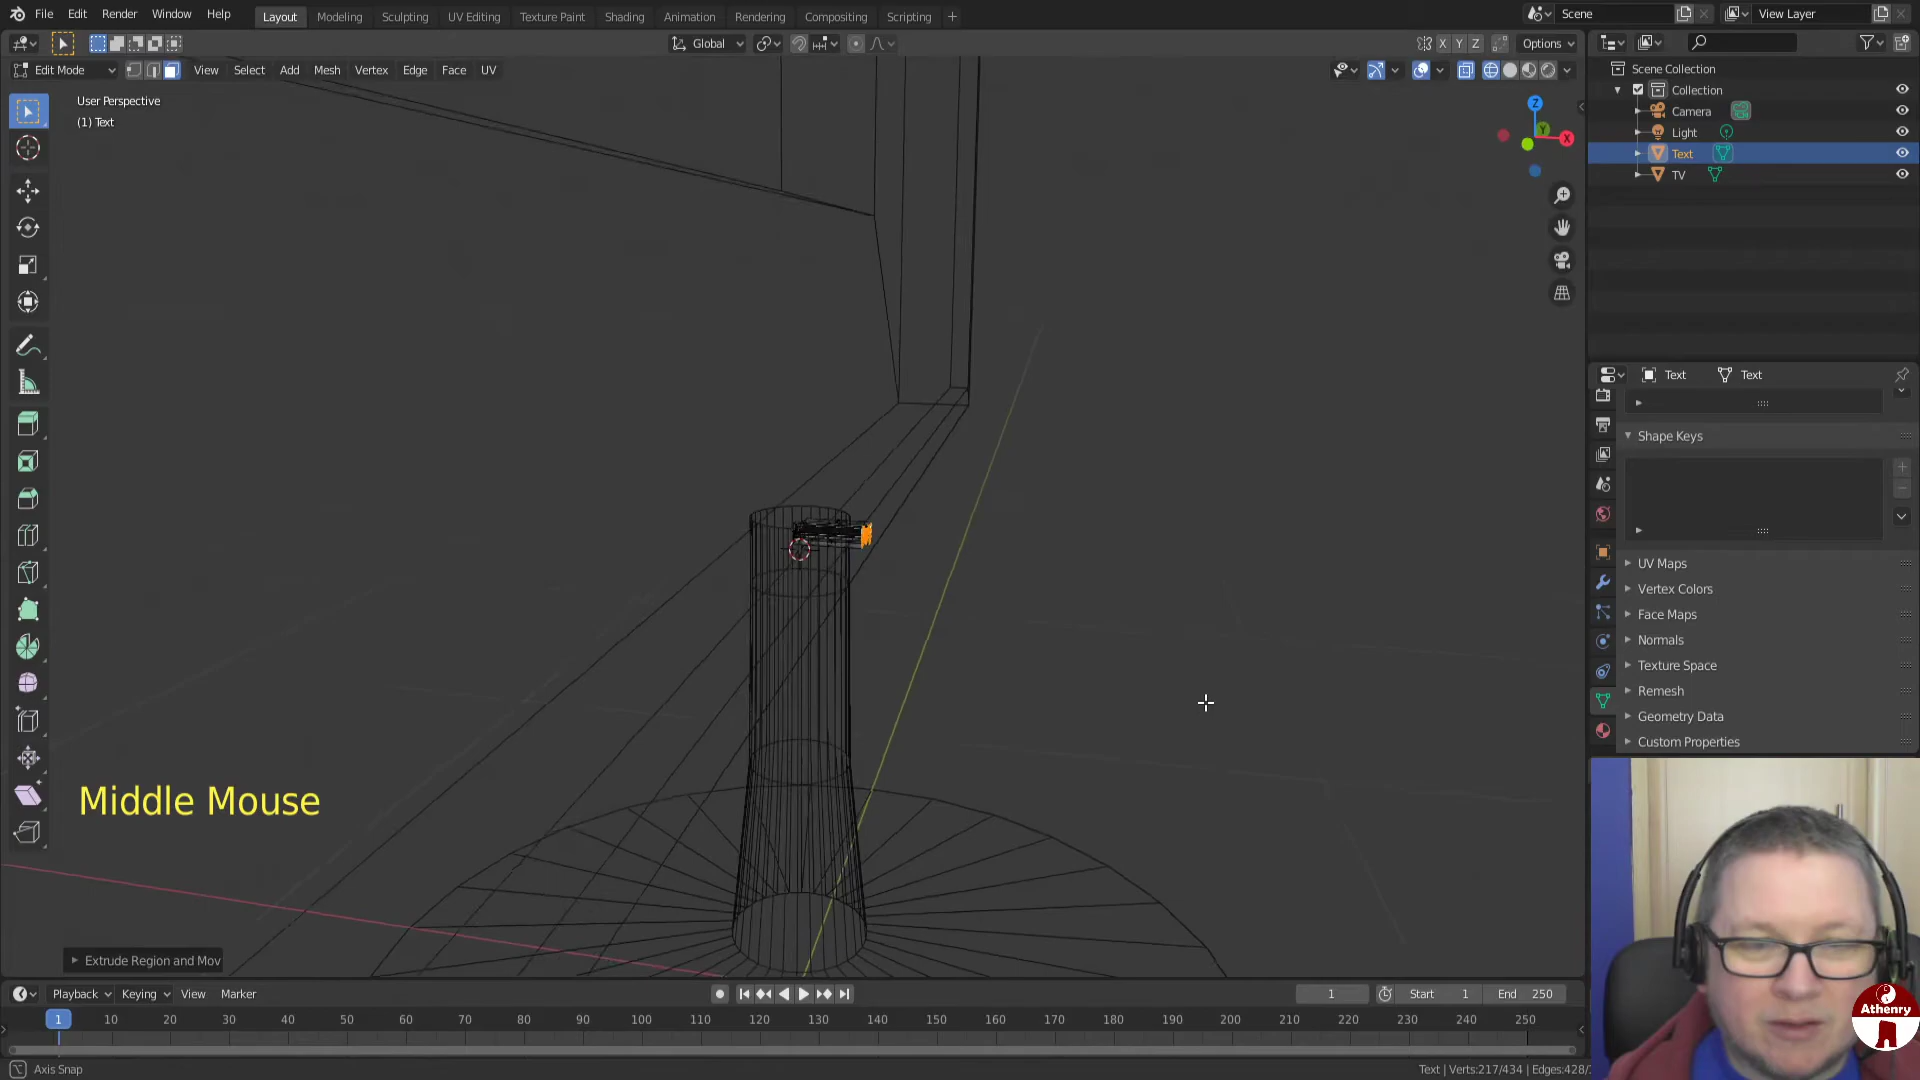 File Edit Render Window Help Layout Modeling Sculpting UV Editing Texture Paint Shading Animation Rendering Compositing Scripting + Scene View Layer
Global X Y Z Options
Edit Mode View Select Add Mesh Vertex Edge Face UV
User Perspective
(1) Text
Z
Y
X
Scene Collection
Collection
Camera
Light
Text
TV
Text Text
Shape Keys
UV Maps
Vertex Colors
Face Maps
Normals
Texture Space
Remesh
Geometry Data
Custom Properties
Middle Mouse
Extrude Region and Mov
Playback Keying View Marker 1 Start 1 End 250
1 10 20 30 40 50 60 70 80 90 100 110 120 130 140 150 160 170 180 190 200 210 220 230 240 250
Axis Snap
Text | Verts:217/434 | Edges:428/
Athenry